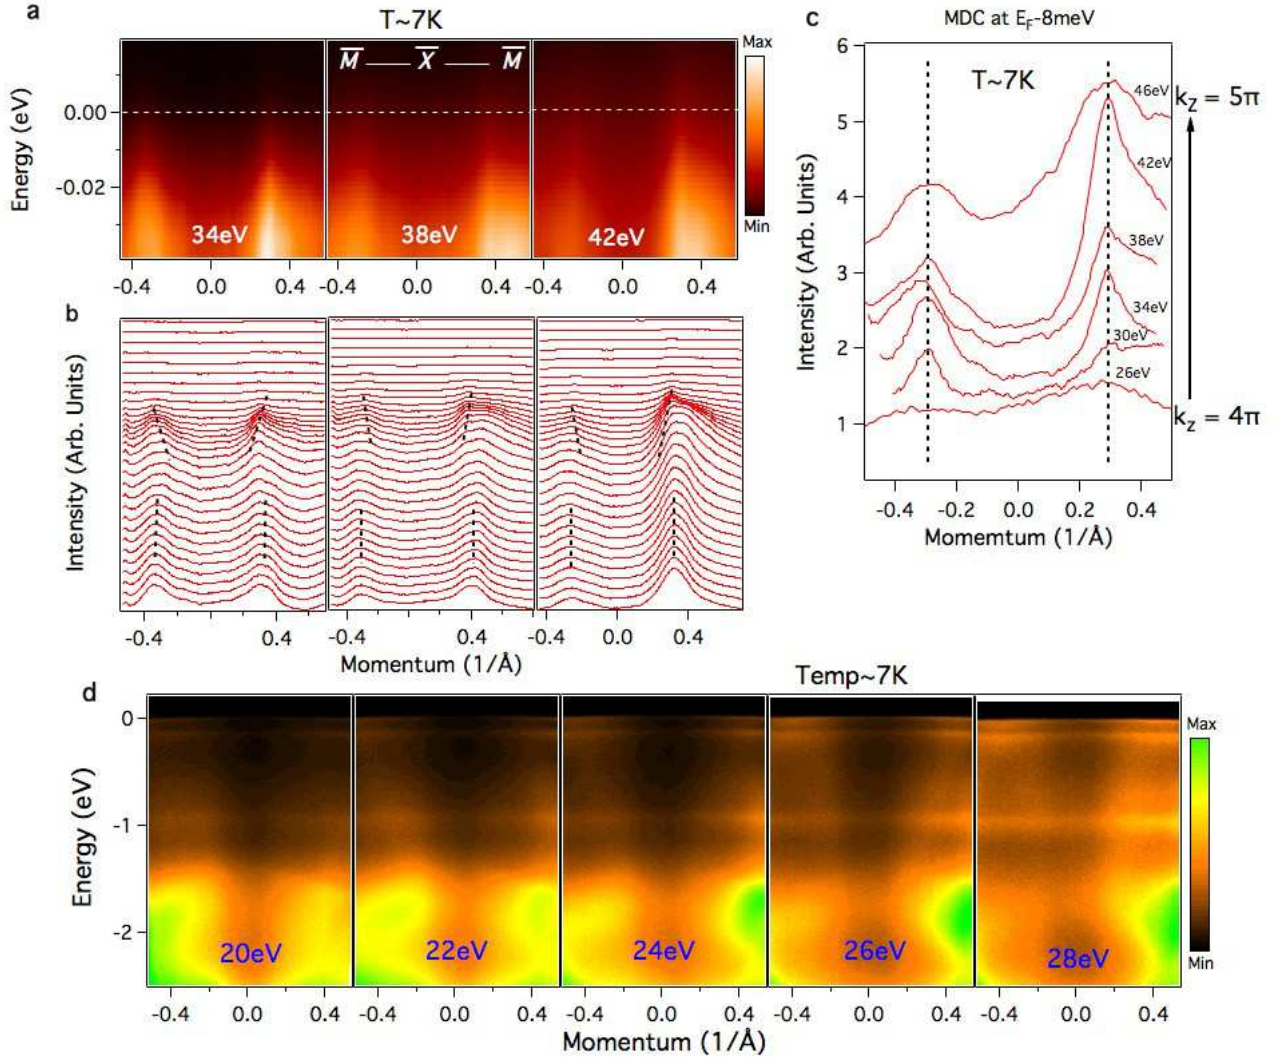 a
T~7K
M — X — M
Energy (eV)
0.00
-0.02
34eV
38eV
42eV
Max
Min
-0.4 0.0 0.4 -0.4 0.0 0.4 -0.4 0.0 0.4
b
Intensity (Arb. Units)
-0.4 0.4 -0.4 0.4 -0.4 0.0 0.4
Momentum (1/Å)
c
MDC at EF-8meV
T~7K
Intensity (Arb. Units)
6
5
4
3
2
1
46eV
42eV
38eV
34eV
30eV
26eV
kz = 5π
kz = 4π
-0.4 -0.2 0.0 0.2 0.4
Momemtum (1/Å)
d
Temp~7K
Energy (eV)
0
-1
-2
20eV
22eV
24eV
26eV
28eV
Max
Min
-0.4 0.0 0.4 -0.4 0.0 0.4 -0.4 0.0 0.4 -0.4 0.0 0.4 -0.4 0.0 0.4
Momentum (1/Å)